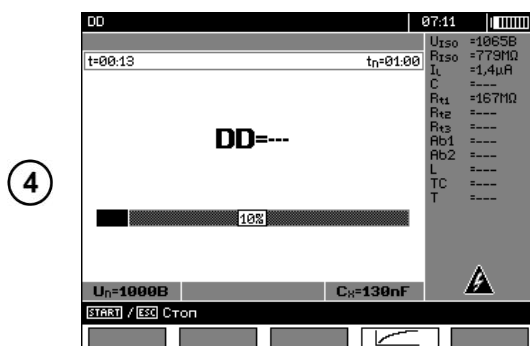 DD 07:11
t=00:13 tn=01:00
DD=---
10%
Un=1000В Cx=130nF
START / ESC Стоп
UISO =1065В
RISO =779MΩ
IL =1,4µA
C =---
Rt1 =167MΩ
Rt2 =---
Rt3 =---
Ab1 =---
Ab2 =---
L =---
TC =---
T =---
4